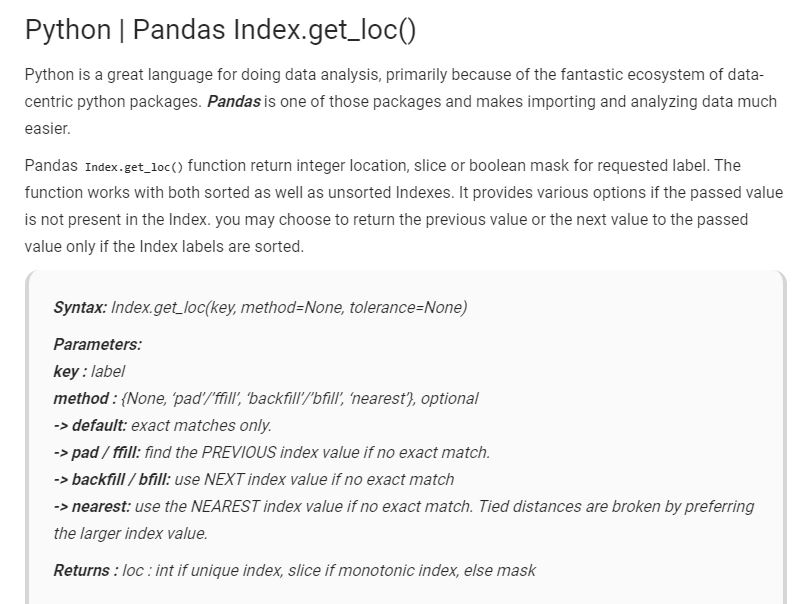 Python | Pandas Index.get_loc()
Python is a great language for doing data analysis, primarily because of the fantastic ecosystem of data-
centric python packages. Pandas is one of those packages and makes importing and analyzing data much
easier.
Pandas Index.get_loc() function return integer location, slice or boolean mask for requested label. The
function works with both sorted as well as unsorted Indexes. It provides various options if the passed value
is not present in the Index. you may choose to return the previous value or the next value to the passed
value only if the Index labels are sorted.
Syntax: Index.get_loc(key, method=None, tolerance=None)
Parameters:
key : label
method : {None, ‘pad’/’ffill’, ‘backfill’/’bfill’, ‘nearest’}, optional
-> default: exact matches only.
-> pad / ffill: find the PREVIOUS index value if no exact match.
-> backfill / bfill: use NEXT index value if no exact match
-> nearest: use the NEAREST index value if no exact match. Tied distances are broken by preferring
the larger index value.
Returns : loc : int if unique index, slice if monotonic index, else mask